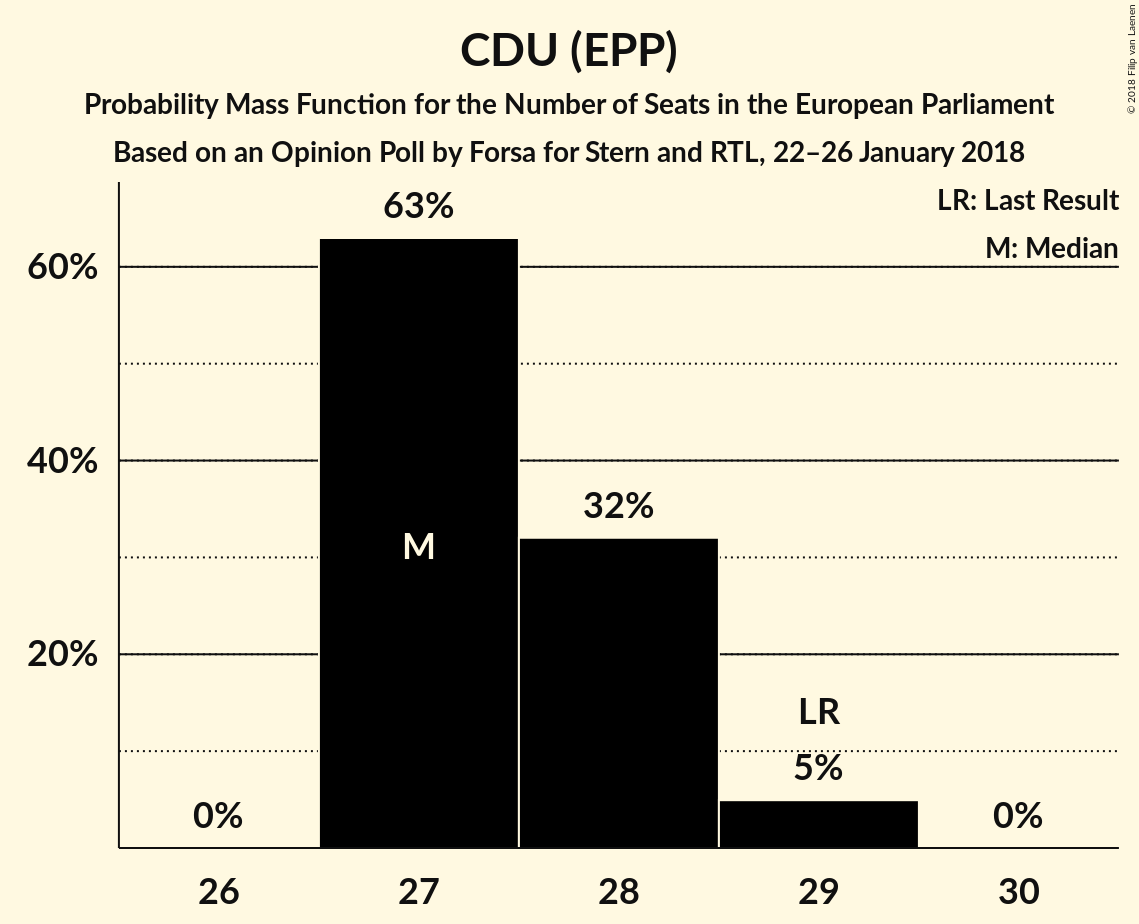 CDU (EPP)
Probability Mass Function for the Number of Seats in the European Parliament
Based on an Opinion Poll by Forsa for Stern and RTL, 22–26 January 2018
© 2018 Filip van Laenen
LR: Last Result
M: Median
63%
60%
40%
32%
M
20%
LR
5%
0%
0%
26
27
28
29
30